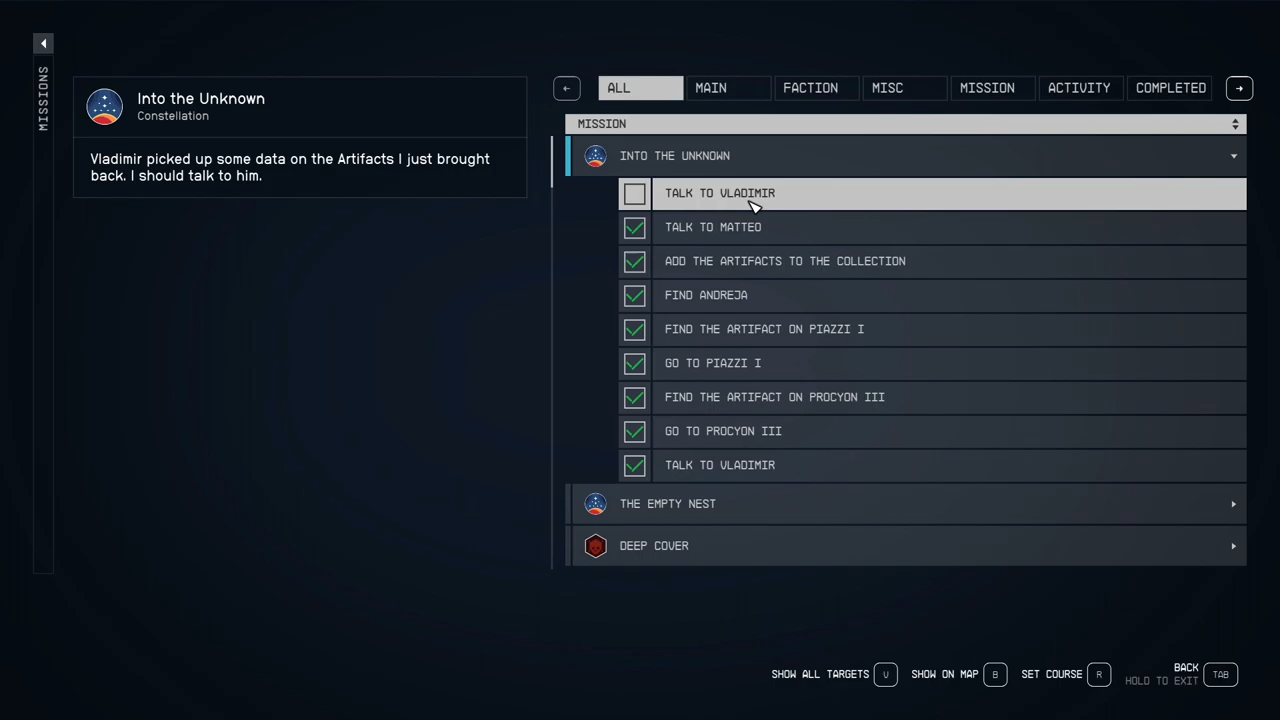 MISSIONS
Into the Unknown
Constellation
Vladimir picked up some data on the Artifacts I just brought
back. I should talk to him.
ALL
MAIN
FACTION
MISC
MISSION
ACTIVITY
COMPLETED
MISSION
INTO THE UNKNOWN
TALK TO VLADIMIR
TALK TO MATTEO
ADD THE ARTIFACTS TO THE COLLECTION
FIND ANDREJA
FIND THE ARTIFACT ON PIAZZI I
GO TO PIAZZI I
FIND THE ARTIFACT ON PROCYON III
GO TO PROCYON III
TALK TO VLADIMIR
THE EMPTY NEST
DEEP COVER
SHOW ALL TARGETS V
SHOW ON MAP B
SET COURSE R
BACK
HOLD TO EXIT
TAB